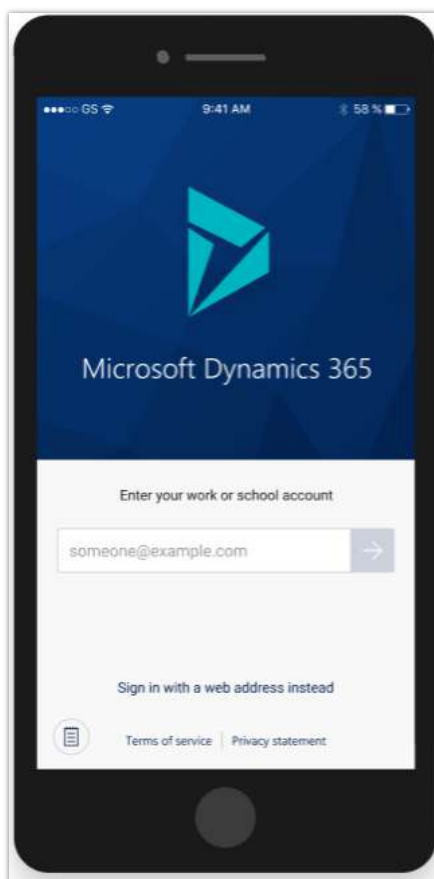 ●●●○○ GS 9:41 AM 58 %
Microsoft Dynamics 365
Enter your work or school account
someone@example.com
Sign in with a web address instead
Terms of service | Privacy statement